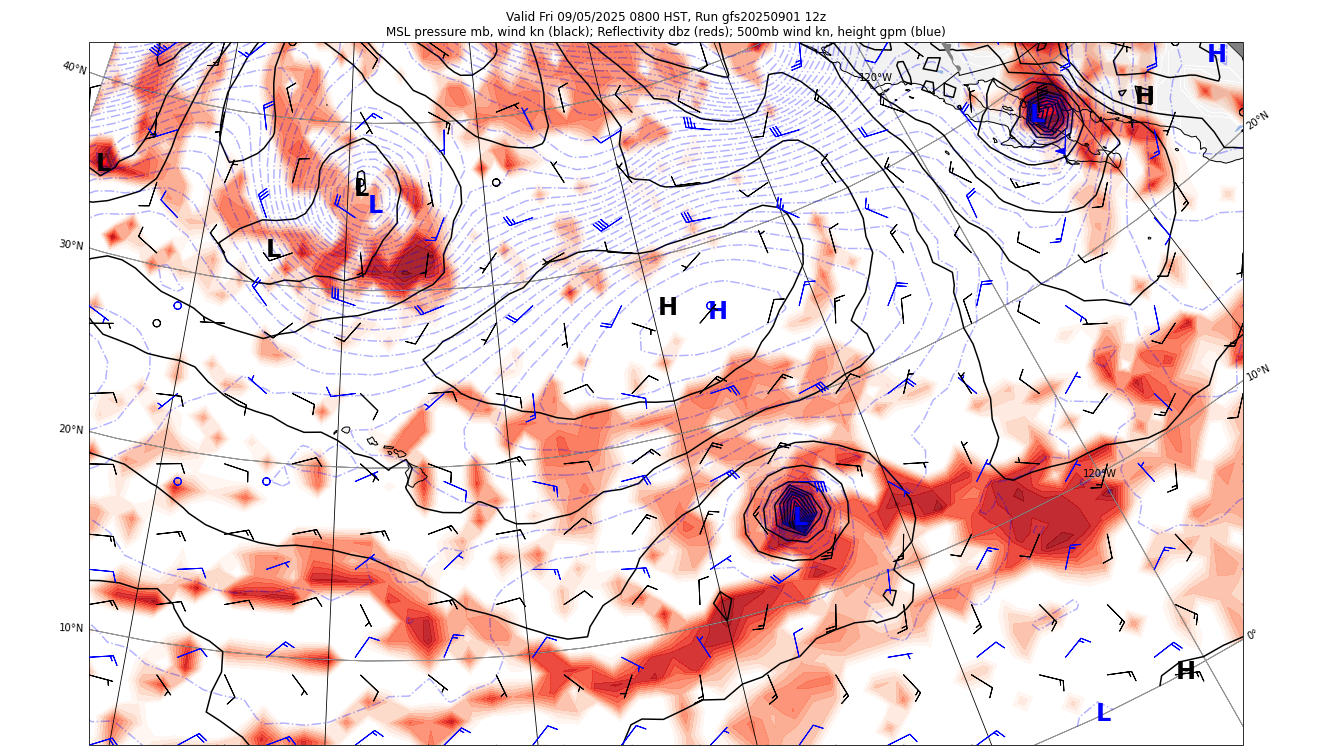 Valid Fri 09/05/2025 0800 HST, Run gfs20250901 12z
MSL pressure mb, wind kn (black); Reflectivity dbz (reds); 500mb wind kn, height gpm (blue)
H
40°N
120°W
H
L
20°N
L
L
L
30°N
L
H
H
10°N
20°N
120°W
L
10°N
0°
H
L